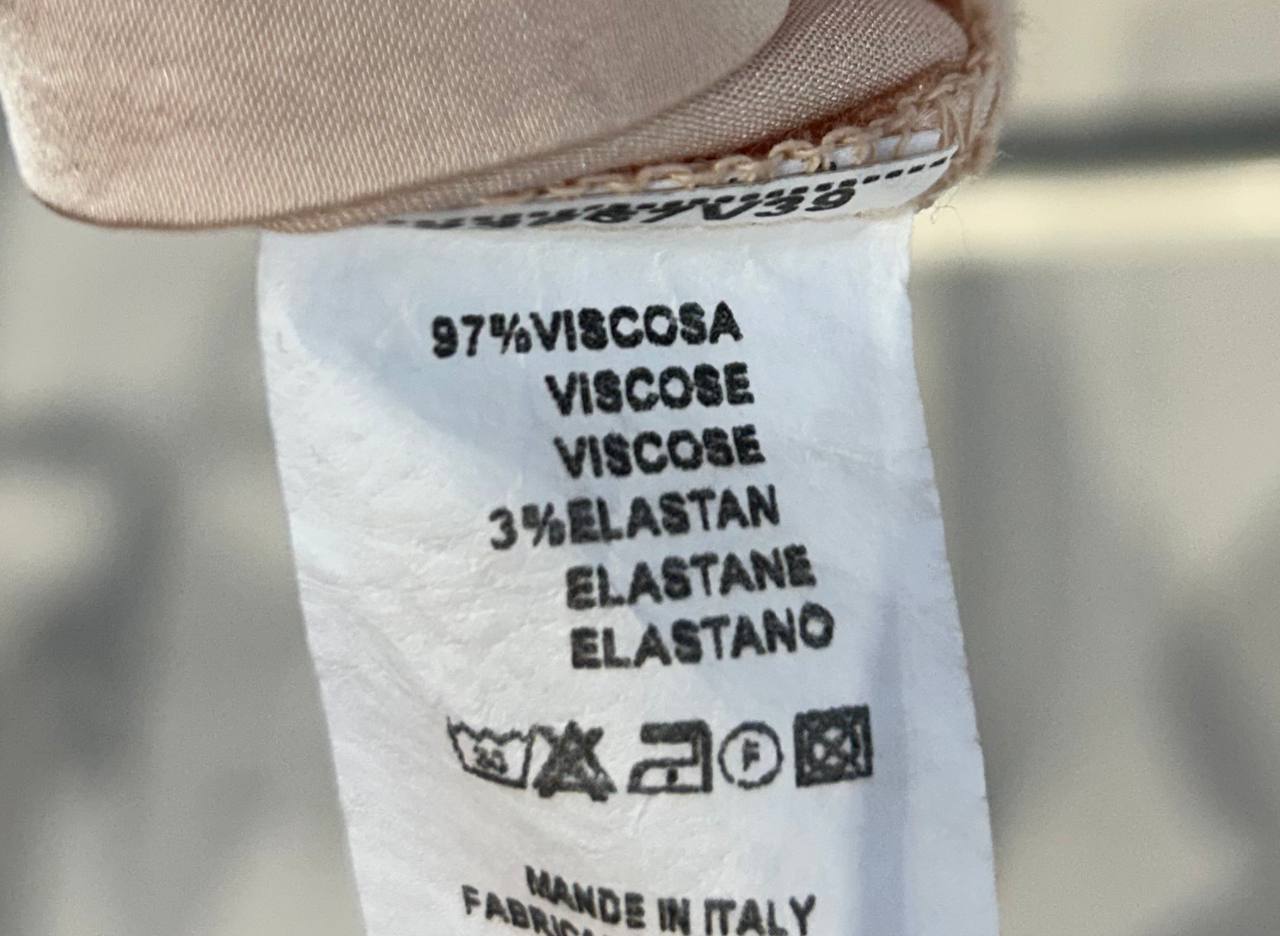 97%VISCOSA
VISCOSE
VISCOSE
3%ELASTAN
ELASTANE
ELASTANO
F
MANDE IN ITALY